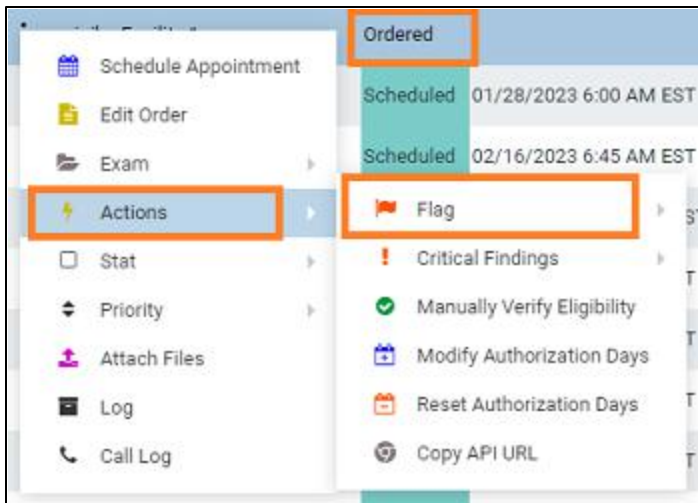 Ordered
Schedule Appointment
Edit Order
Scheduled 01/28/2023 6:00 AM EST
Exam
Scheduled 02/16/2023 6:45 AM EST
Actions
Flag
Stat
Critical Findings
Priority
Manually Verify Eligibility
Attach Files
Modify Authorization Days
Log
Reset Authorization Days
Call Log
Copy API URL